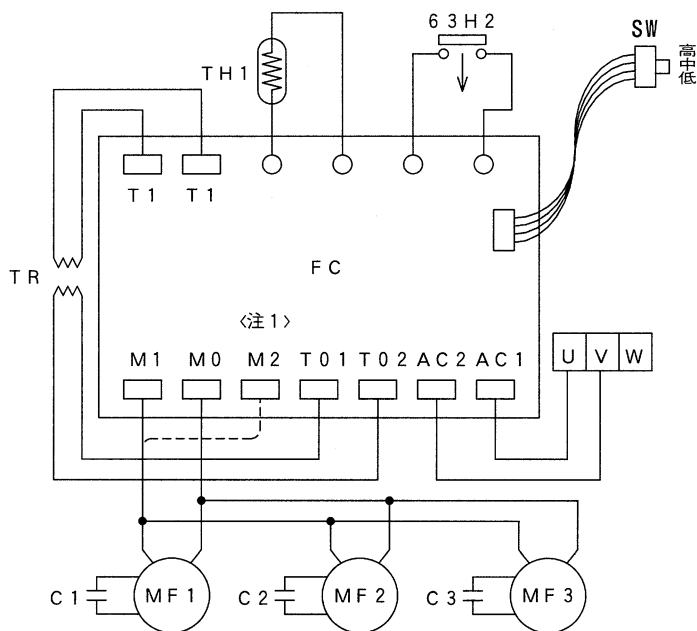 63H2
SW
高
中
低
TH1
T1
T1
TR
FC
〈注1〉
M1
M0
M2
T01
T02
AC2
AC1
U
V
W
C1
MF1
C2
MF2
C3
MF3